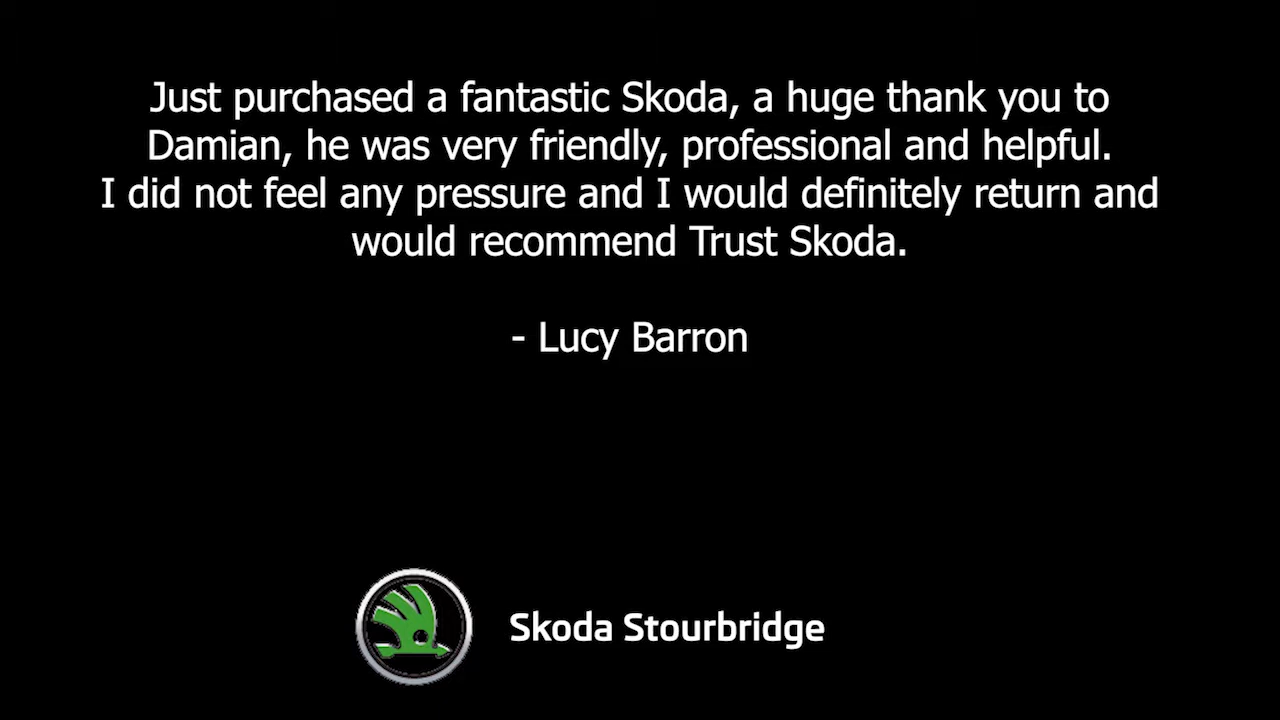 Just purchased a fantastic Skoda, a huge thank you to
Damian, he was very friendly, professional and helpful.
I did not feel any pressure and I would definitely return and
would recommend Trust Skoda.
- Lucy Barron
Skoda Stourbridge